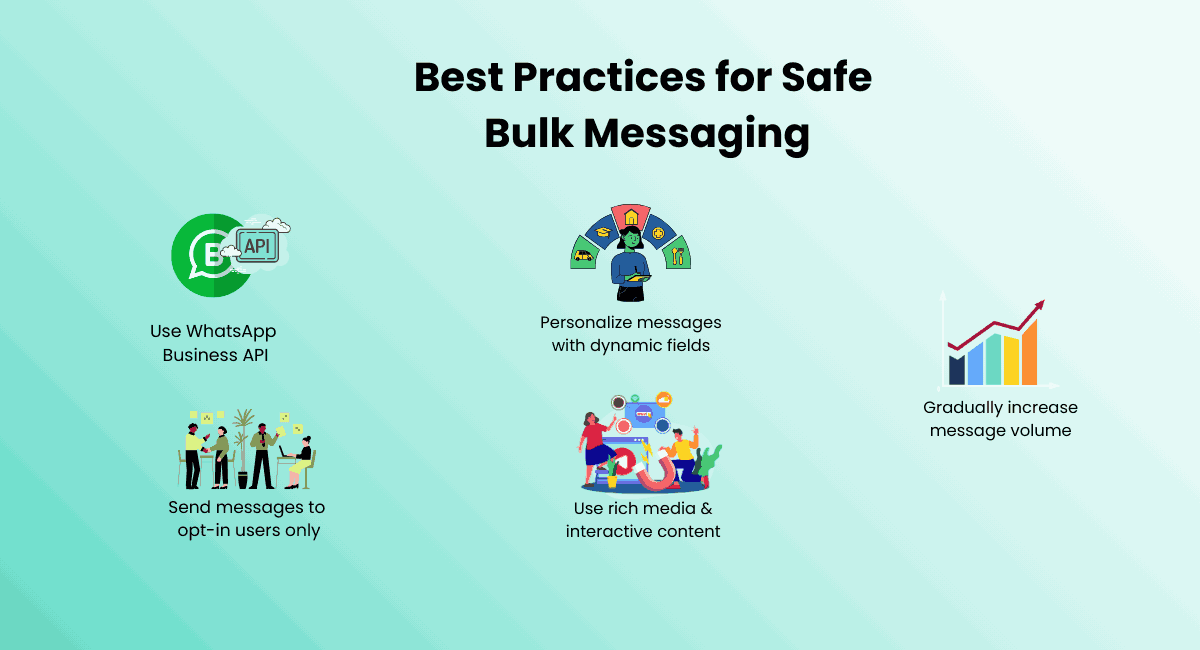 Best Practices for Safe
Bulk Messaging
B
API
Use WhatsApp
Business API
Personalize messages
with dynamic fields
Gradually increase
message volume
Send messages to
opt-in users only
Use rich media &
interactive content